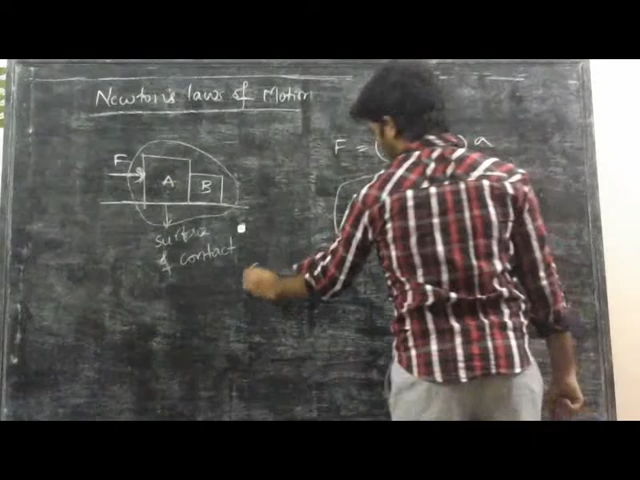 Newton's laws of Motion
F
A
B
surface
of contact
F = ( a